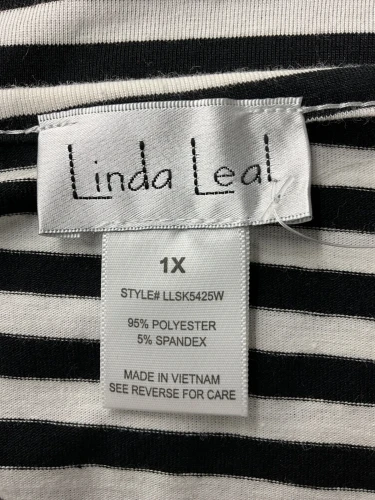 Linda Leal
1X
STYLE# LLSK5425W
95% POLYESTER
5% SPANDEX
MADE IN VIETNAM
SEE REVERSE FOR CARE